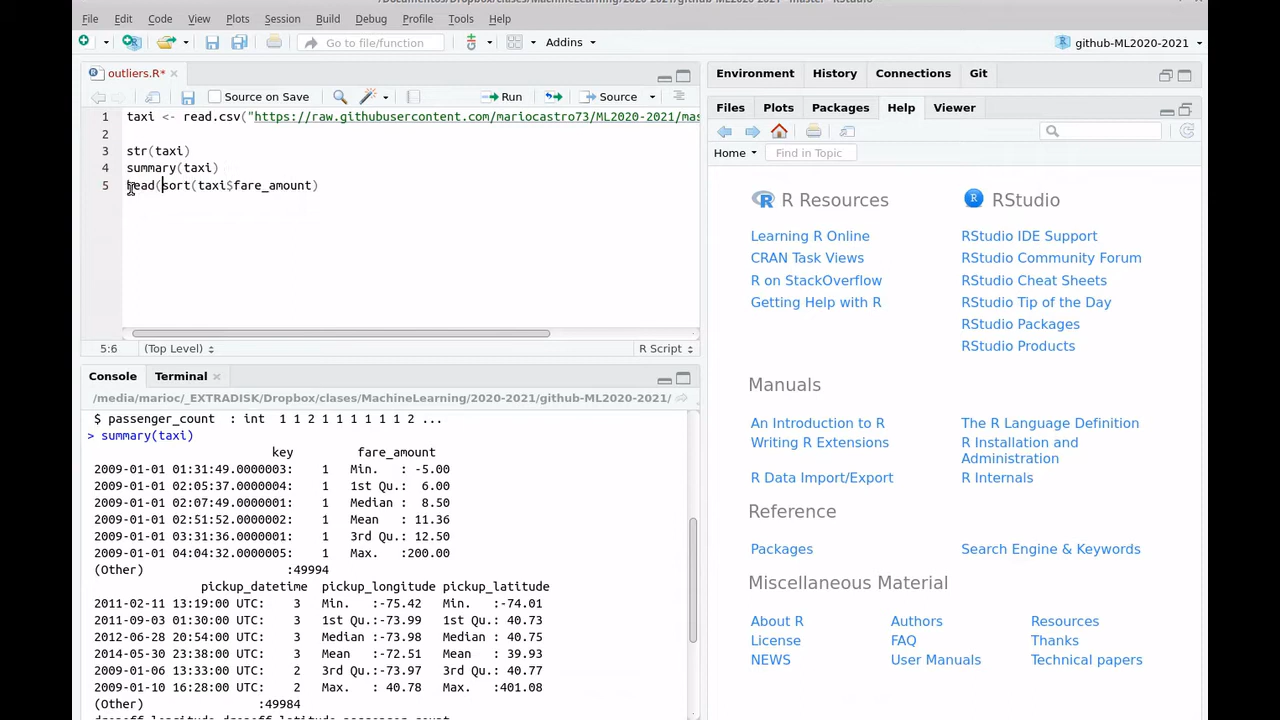 /Documentos/Dropbox/clases/MachineLearning/2020-2021/github-ML2020-2021 - master - RStudio
File Edit Code View Plots Session Build Debug Profile Tools Help
Go to file/function Addins github-ML2020-2021
outliers.R*
Source on Save Run Source
1 taxi <- read.csv("https://raw.githubusercontent.com/mariocastro73/ML2020-2021/mas
2
3 str(taxi)
4 summary(taxi)
5 head(sort(taxi$fare_amount)
5:6 (Top Level) R Script
Console Terminal
/media/marioc/_EXTRADISK/Dropbox/clases/MachineLearning/2020-2021/github-ML2020-2021/
$ passenger_count : int 1 1 2 1 1 1 1 1 1 2 ...
> summary(taxi)
key fare_amount
2009-01-01 01:31:49.0000003: 1 Min. : -5.00
2009-01-01 02:05:37.0000004: 1 1st Qu.: 6.00
2009-01-01 02:07:49.0000001: 1 Median : 8.50
2009-01-01 02:51:52.0000002: 1 Mean : 11.36
2009-01-01 03:31:36.0000001: 1 3rd Qu.: 12.50
2009-01-01 04:04:32.0000005: 1 Max. :200.00
(Other) :49994
pickup_datetime pickup_longitude pickup_latitude
2011-02-11 13:19:00 UTC: 3 Min. :-75.42 Min. :-74.01
2011-09-03 01:30:00 UTC: 3 1st Qu.:-73.99 1st Qu.: 40.73
2012-06-28 20:54:00 UTC: 3 Median :-73.98 Median : 40.75
2014-05-30 23:38:00 UTC: 3 Mean :-72.51 Mean : 39.93
2009-01-06 13:33:00 UTC: 2 3rd Qu.:-73.97 3rd Qu.: 40.77
2009-01-10 16:28:00 UTC: 2 Max. : 40.78 Max. :401.08
(Other) :49984
dropoff_longitude dropoff_latitude passenger_count
Environment History Connections Git
Files Plots Packages Help Viewer
Home Find in Topic
R Resources
Learning R Online
CRAN Task Views
R on StackOverflow
Getting Help with R
RStudio
RStudio IDE Support
RStudio Community Forum
RStudio Cheat Sheets
RStudio Tip of the Day
RStudio Packages
RStudio Products
Manuals
An Introduction to R
Writing R Extensions
R Data Import/Export
The R Language Definition
R Installation and
Administration
R Internals
Reference
Packages
Search Engine & Keywords
Miscellaneous Material
About R
License
NEWS
Authors
FAQ
User Manuals
Resources
Thanks
Technical papers